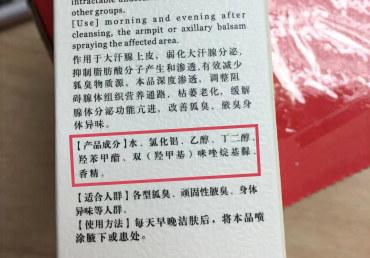 intractable underarm
other groups.
[Use] morning and evening after
cleansing, the armpit or axillary balsam
spraying the affected area.
作用于大汗腺上皮，弱化大汗腺分泌，
抑制脂肪酸分子产生和渗透，有效减少
狐臭物质源，本品深度渗透，调整阻
碍腺体组织营养通路，枯萎老化，缓解
腺体分泌功能亢进，改善狐臭、腋臭身
体异味。
【产品成分】水、氯化铝、乙醇、丁二醇、
羟苯甲酯、双（羟甲基）咪唑烷基脲、
香精。
【适合人群】各型狐臭、顽固性腋臭、身体
异味等人群。
【使用方法】每天早晚洁肤后，将本品喷
涂腋下或患处。